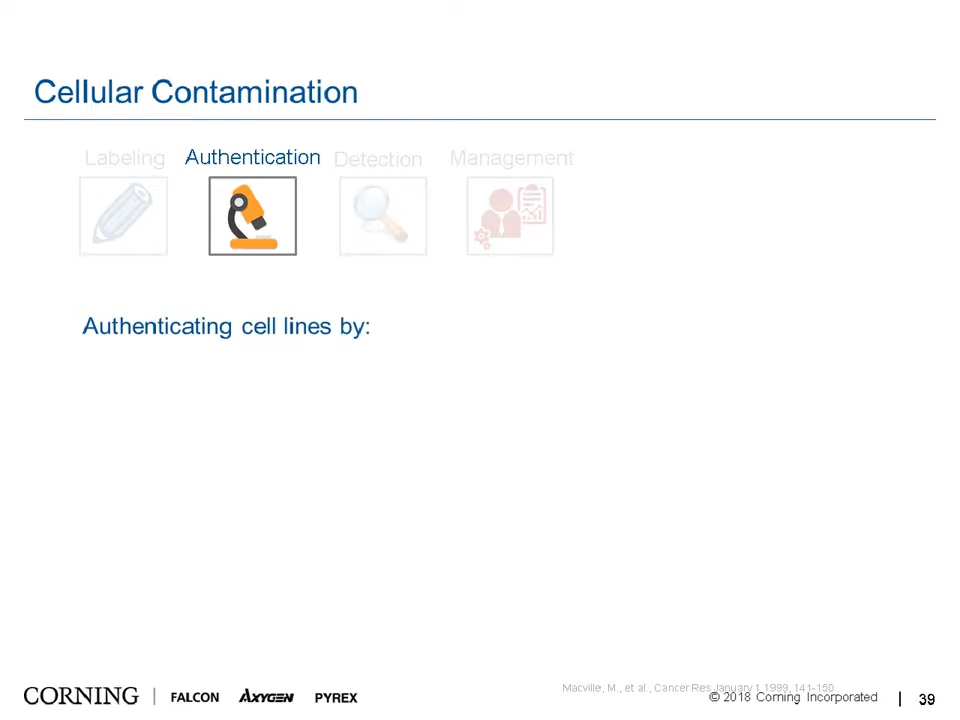 Cellular Contamination
Labeling Authentication Detection Management
Authenticating cell lines by:
Macville, M., et al., Cancer Res January 1 1999, 141-150
CORNING | FALCON AXYGEN PYREX © 2018 Corning Incorporated | 39